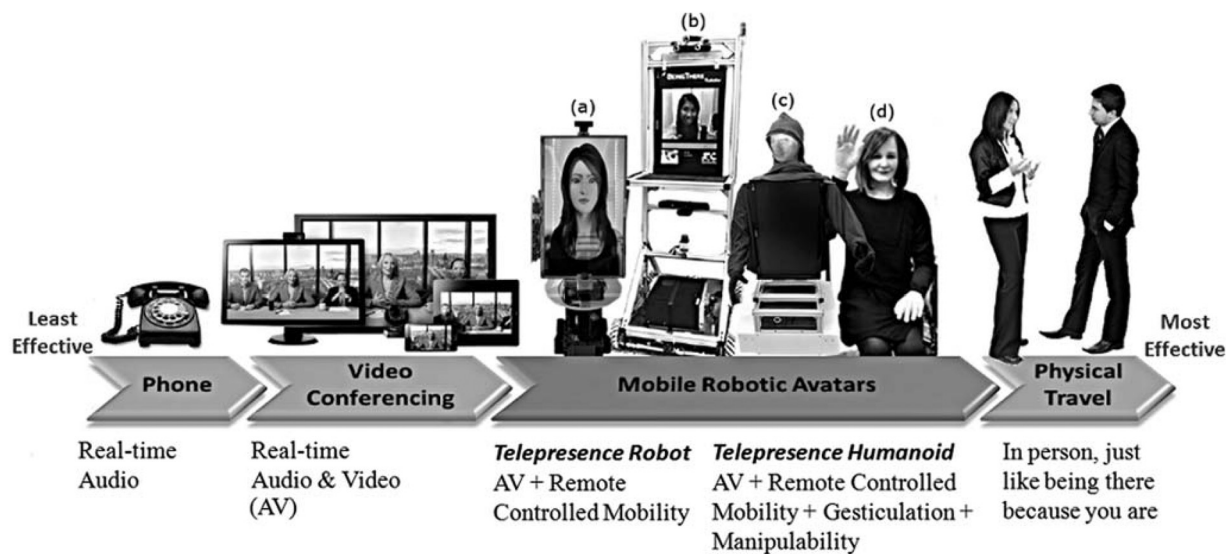 (b)
BEINGTHERE
(a)
(c)
(d)
Least
Effective
Most
Effective
Phone
Video
Conferencing
Mobile Robotic Avatars
Physical
Travel
Real-time
Audio
Real-time
Audio & Video
(AV)
Telepresence Robot
AV + Remote
Controlled Mobility
Telepresence Humanoid
AV + Remote Controlled
Mobility + Gesticulation +
Manipulability
In person, just
like being there
because you are